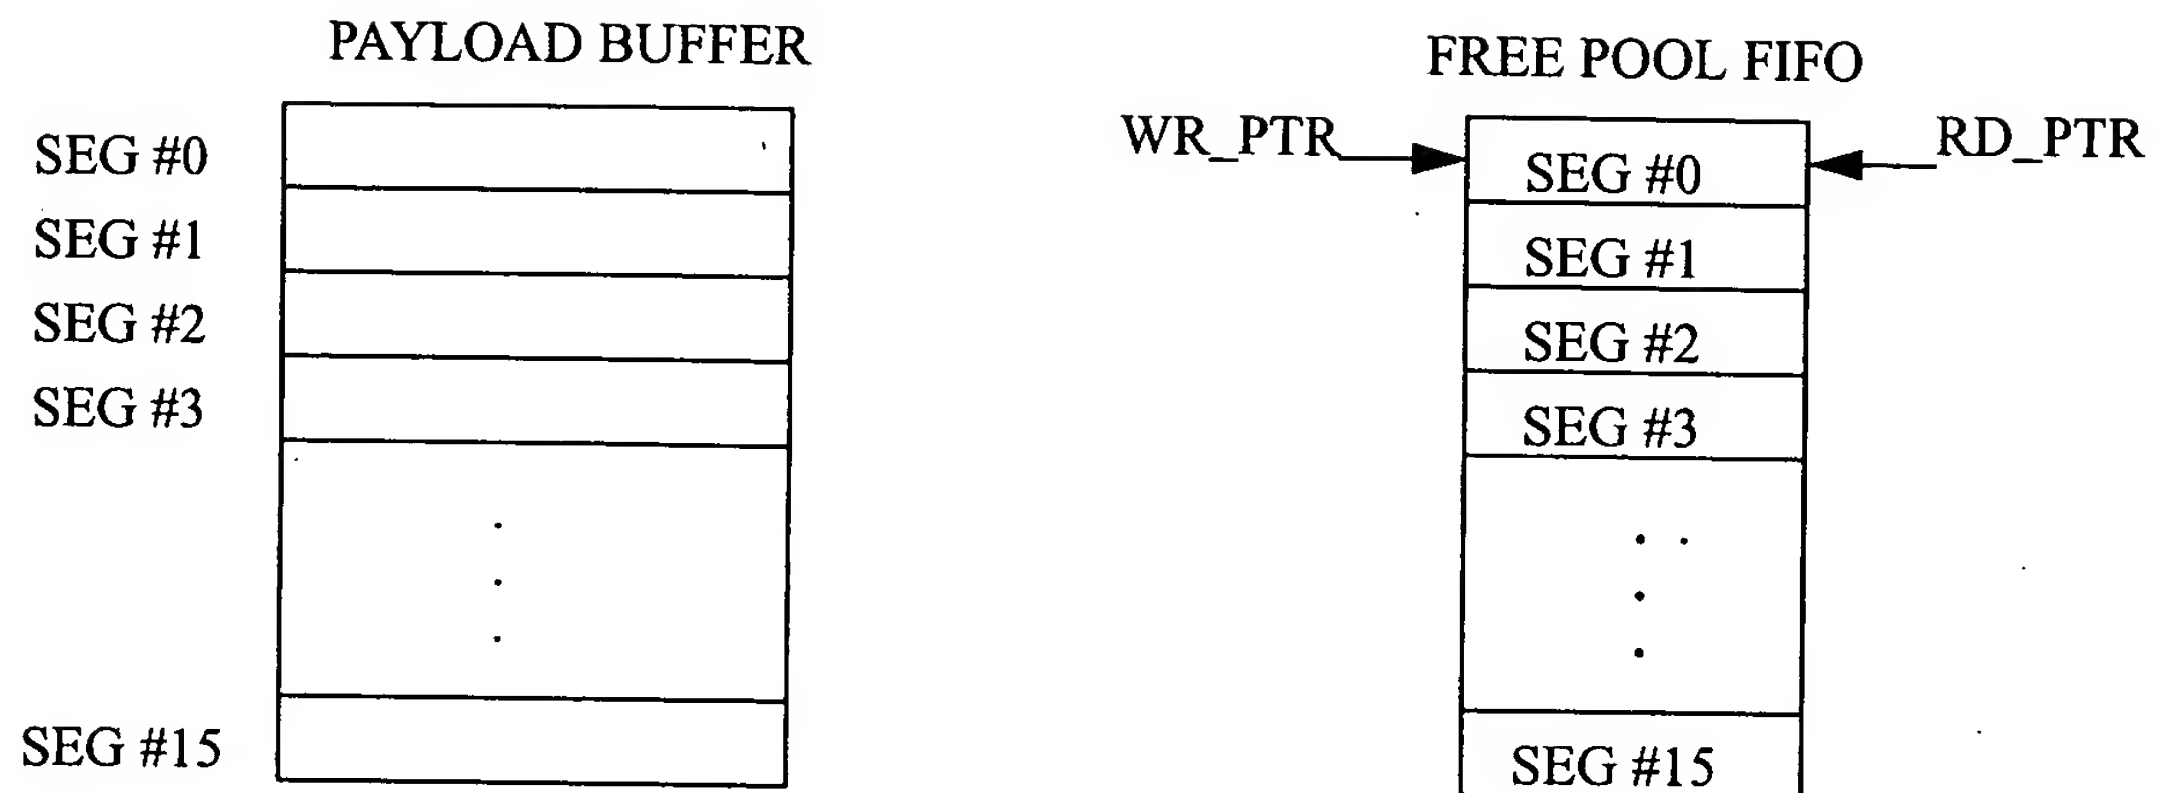 PAYLOAD BUFFER
SEG #0
SEG #1
SEG #2
SEG #3
SEG #15
FREE POOL FIFO
WR_PTR
RD_PTR
SEG #0
SEG #1
SEG #2
SEG #3
SEG #15